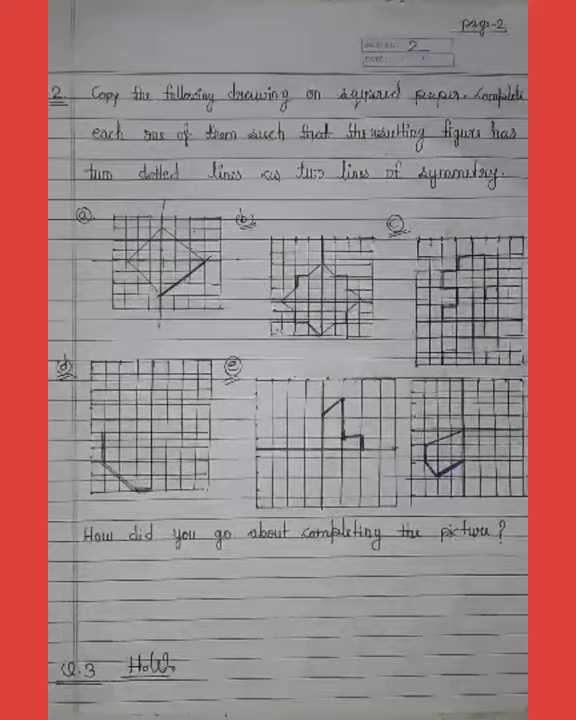 page-2
2
DATE
2. Copy the following drawing on squared paper. Complete
each one of them such that the resulting figure has
two dotted lines as two lines of symmetry.
(a) (b) (c)
(d) (e)
How did you go about completing the picture?
Q.3 H.W.